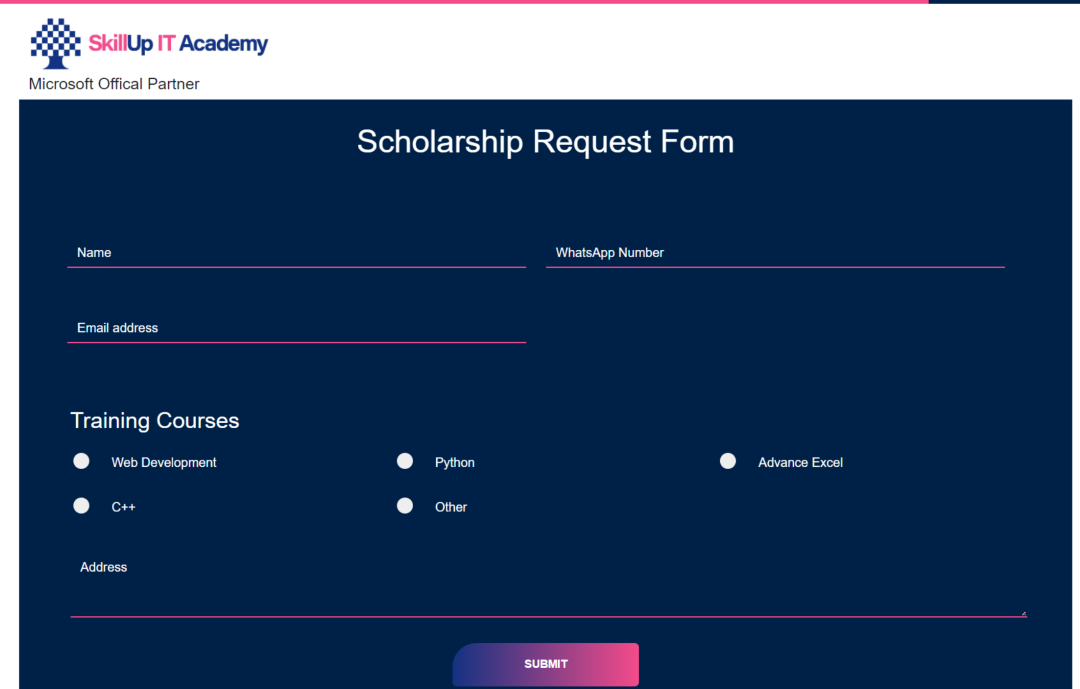 SkillUp IT Academy
Microsoft Offical Partner
Scholarship Request Form
Name
WhatsApp Number
Email address
Training Courses
Web Development
Python
Advance Excel
C++
Other
Address
SUBMIT